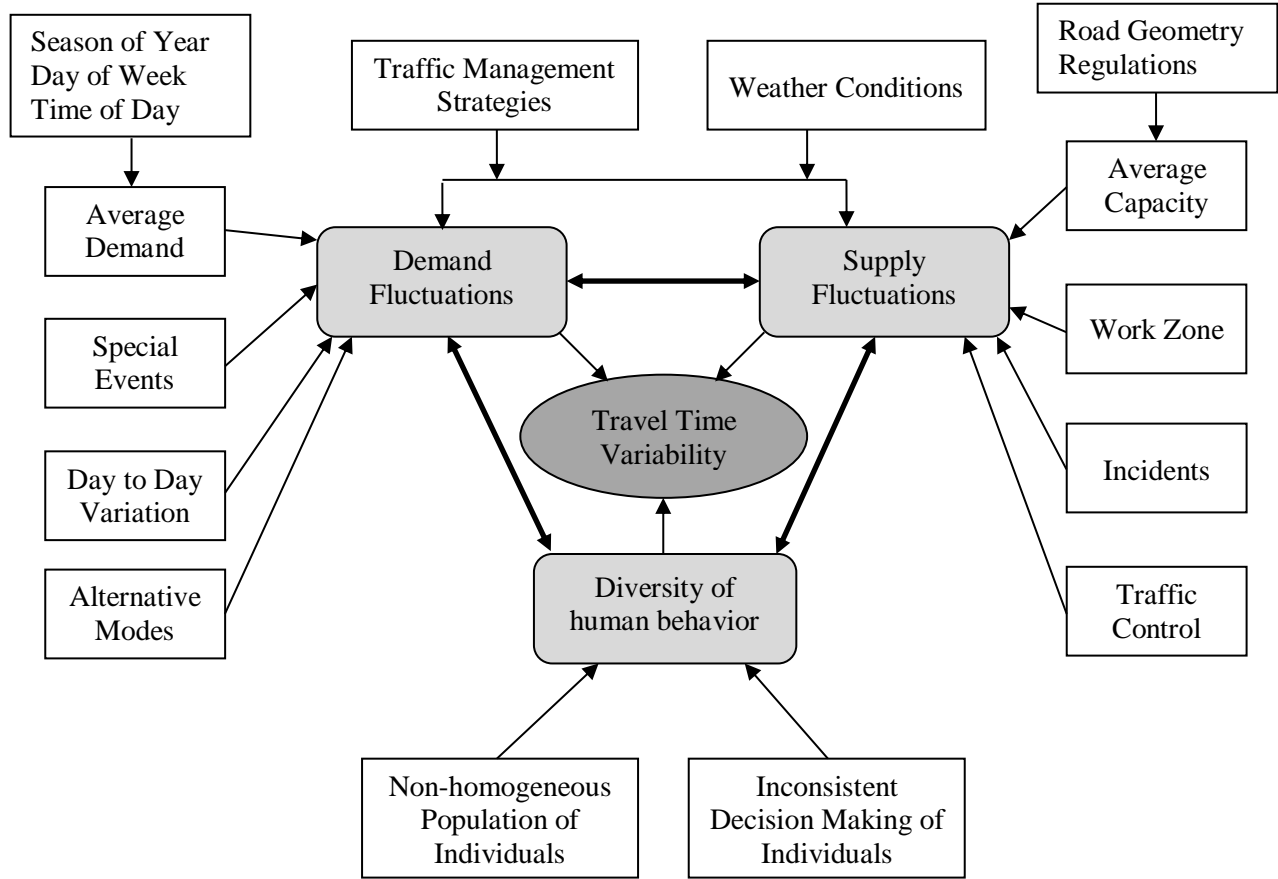 Season of Year
Day of Week
Time of Day
Traffic Management
Strategies
Weather Conditions
Road Geometry
Regulations
Average
Demand
Average
Capacity
Demand
Fluctuations
Supply
Fluctuations
Special
Events
Work Zone
Travel Time
Variability
Day to Day
Variation
Incidents
Alternative
Modes
Diversity of
human behavior
Traffic
Control
Non-homogeneous
Population of
Individuals
Inconsistent
Decision Making of
Individuals